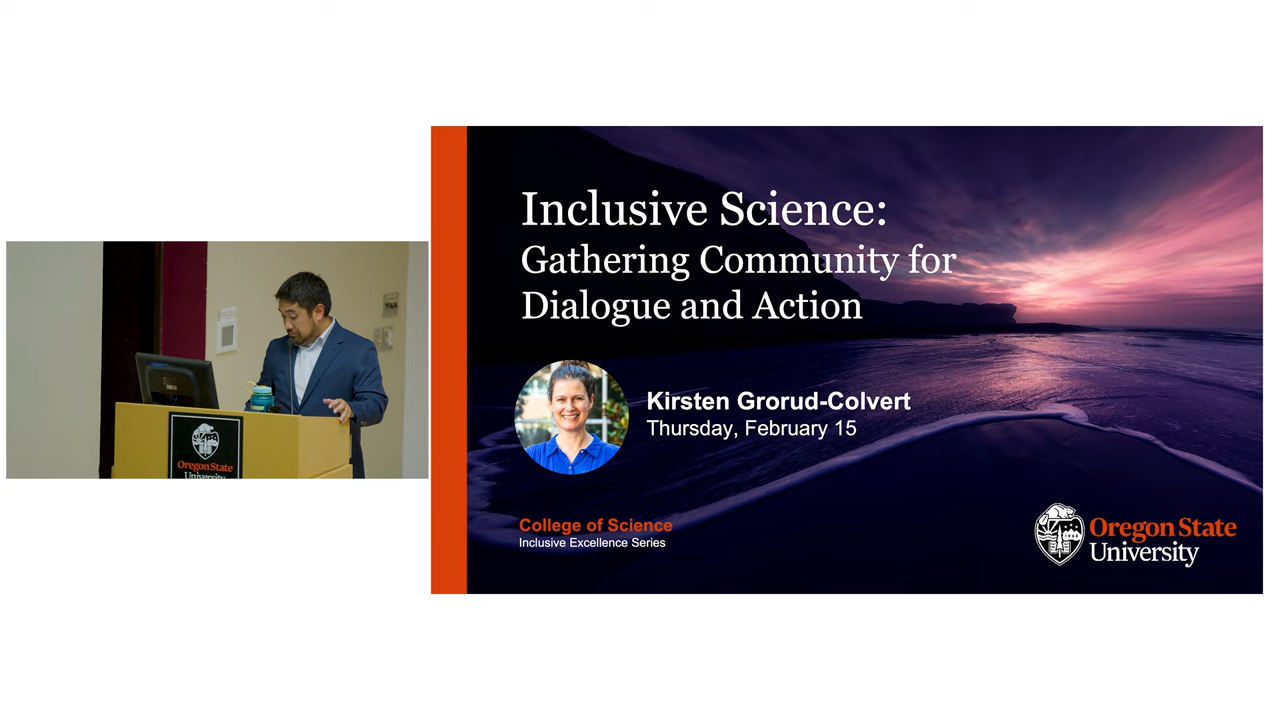 Inclusive Science:
Gathering Community for
Dialogue and Action
Kirsten Grorud-Colvert
Thursday, February 15
College of Science
Inclusive Excellence Series
Oregon State
University
Oregon State
University